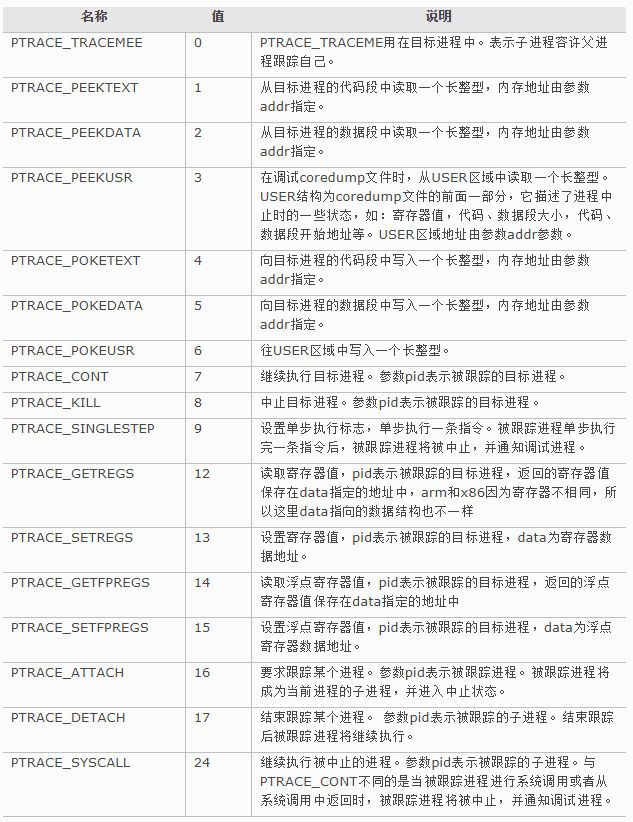 名称 值 说明
PTRACE_TRACEMEE 0 PTRACE_TRACEME用在目标进程中。表示子进程容许父进
程跟踪自己。
PTRACE_PEEKTEXT 1 从目标进程的代码段中读取一个长整型，内存地址由参数
addr指定。
PTRACE_PEEKDATA 2 从目标进程的数据段中读取一个长整型，内存地址由参数
addr指定。
PTRACE_PEEKUSR 3 在调试coredump文件时，从USER区域中读取一个长整型。
USER结构为coredump文件的前面一部分，它描述了进程中
止时的一些状态，如：寄存器值，代码、数据段大小，代码、
数据段开始地址等。USER区域地址由参数addr参数。
PTRACE_POKETEXT 4 向目标进程的代码段中写入一个长整型，内存地址由参数
addr指定。
PTRACE_POKEDATA 5 向目标进程的数据段中写入一个长整型，内存地址由参数
addr指定。
PTRACE_POKEUSR 6 往USER区域中写入一个长整型。
PTRACE_CONT 7 继续执行目标进程。参数pid表示被跟踪的目标进程。
PTRACE_KILL 8 中止目标进程。参数pid表示被跟踪的目标进程。
PTRACE_SINGLESTEP 9 设置单步执行标志，单步执行一条指令。被跟踪进程单步执行
完一条指令后，被跟踪进程将被中止，并通知调试进程。
PTRACE_GETREGS 12 读取寄存器值，pid表示被跟踪的目标进程，返回的寄存器值
保存在data指定的地址中，arm和x86因为寄存器不相同，所
以这里data指向的数据结构也不一样
PTRACE_SETREGS 13 设置寄存器值，pid表示被跟踪的目标进程，data为寄存器数
据地址。
PTRACE_GETFPREGS 14 读取浮点寄存器值，pid表示被跟踪的目标进程，返回的浮点
寄存器值保存在data指定的地址中
PTRACE_SETFPREGS 15 设置浮点寄存器值，pid表示被跟踪的目标进程，data为浮点
寄存器数据地址。
PTRACE_ATTACH 16 要求跟踪某个进程。参数pid表示被跟踪进程。被跟踪进程将
成为当前进程的子进程，并进入中止状态。
PTRACE_DETACH 17 结束跟踪某个进程。 参数pid表示被跟踪的子进程。结束跟踪
后被跟踪进程将继续执行。
PTRACE_SYSCALL 24 继续执行被中止的进程。参数pid表示被跟踪的子进程。与
PTRACE_CONT不同的是当被跟踪进程进行系统调用或者从
系统调用中返回时，被跟踪进程将被中止，并通知调试进程。